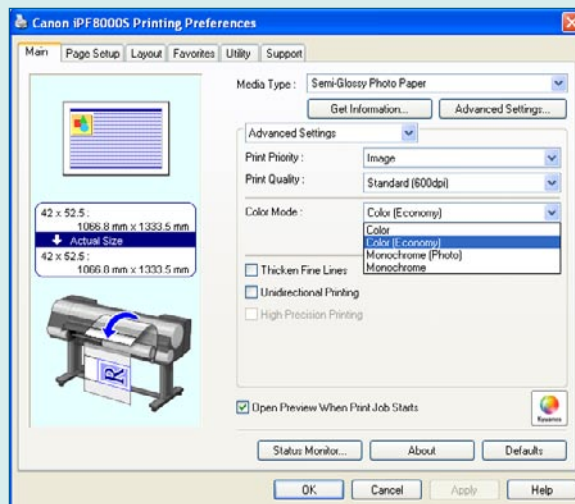 Canon iPF8000S Printing Preferences
Main Page Setup Layout Favorites Utility Support
Media Type : Semi-Glossy Photo Paper
Get Information... Advanced Settings...
Advanced Settings
Print Priority : Image
Print Quality : Standard (600dpi)
Color Mode : Color (Economy)
Color
Color (Economy)
Monochrome (Photo)
Monochrome
42 x 52.5 :
1066.8 mm x 1333.5 mm
Actual Size
42 x 52.5 :
1066.8 mm x 1333.5 mm
Thicken Fine Lines
Unidirectional Printing
High Precision Printing
R
Open Preview When Print Job Starts
Kyuanos
Status Monitor... About Defaults
OK Cancel Apply Help